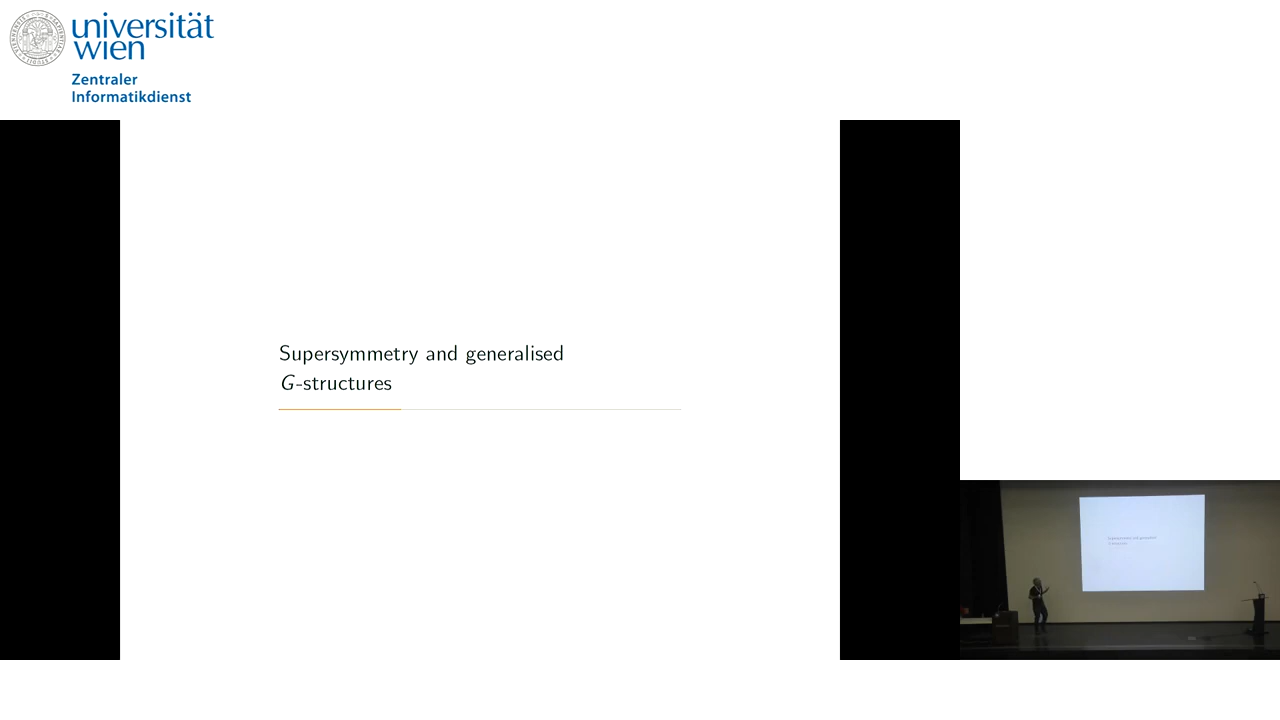 universität
wien
Zentraler
Informatikdienst
Supersymmetry and generalised
G-structures